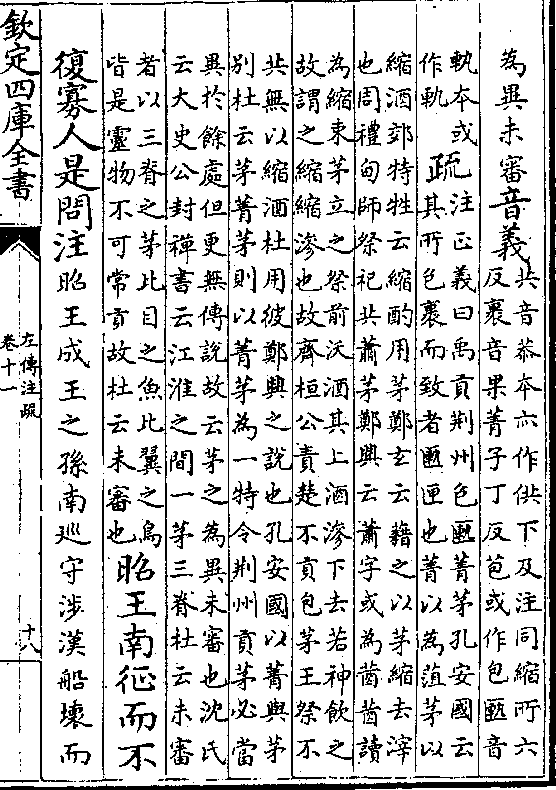 為異未審音義共音恭本亦作供下及注同縮所六
反裹音果菁子丁反苞或作包匭音
軌本或
作軌
疏注正義曰禹貢荆州包匭菁茅孔安國云
其所包裹而致者匭匣也菁以為葅茅以
縮酒郊特牲云縮酌用茅鄭玄云藉之以茅縮去滓
也周禮甸師祭祀共蕭茅鄭興云蕭字或為莤莤讀
為縮束茅立之祭前沃酒其上酒滲下去若神飲之
故謂之縮縮滲也故齊桓公責楚不貢包茅王祭不
共無以縮酒杜用彼鄭興之說也孔安國以菁與茅
別杜云茅菁茅則以菁茅為一特令荆州貢茅必當
異於餘處但更無傳說故云茅之為異未審也沈氏
云大史公封禪書云江淮之間一茅三脊杜云未審
者以三脊之茅比目之魚比翼之鳥
皆是靈物不可常貢故杜云未審也
昭王南征而不
復寡人是問注昭王成王之孫南巡守涉漢船壞而
欽定四庫全書
左傳注疏
卷十一
十八